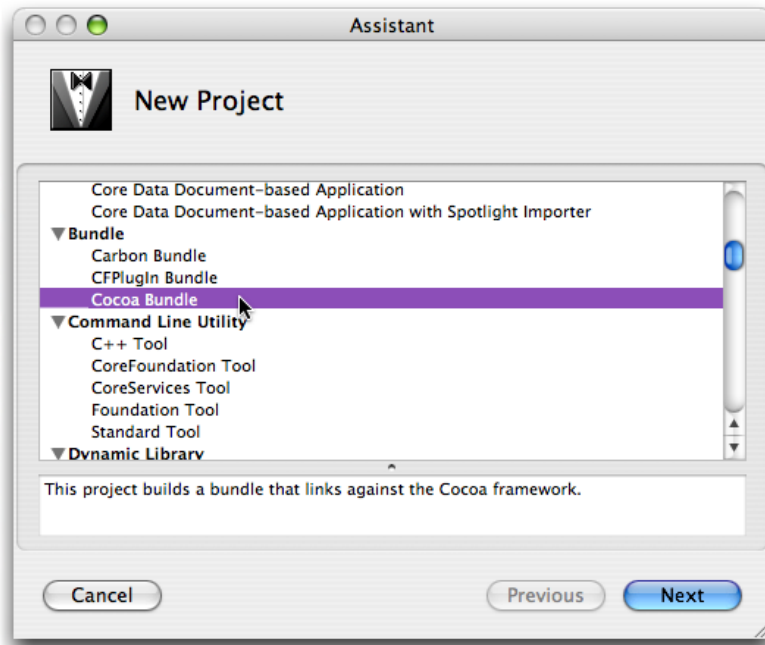 Assistant
New Project
Core Data Document-based Application
Core Data Document-based Application with Spotlight Importer
Bundle
Carbon Bundle
CFPlugIn Bundle
Cocoa Bundle
Command Line Utility
C++ Tool
CoreFoundation Tool
CoreServices Tool
Foundation Tool
Standard Tool
Dynamic Library
This project builds a bundle that links against the Cocoa framework.
Cancel Previous Next